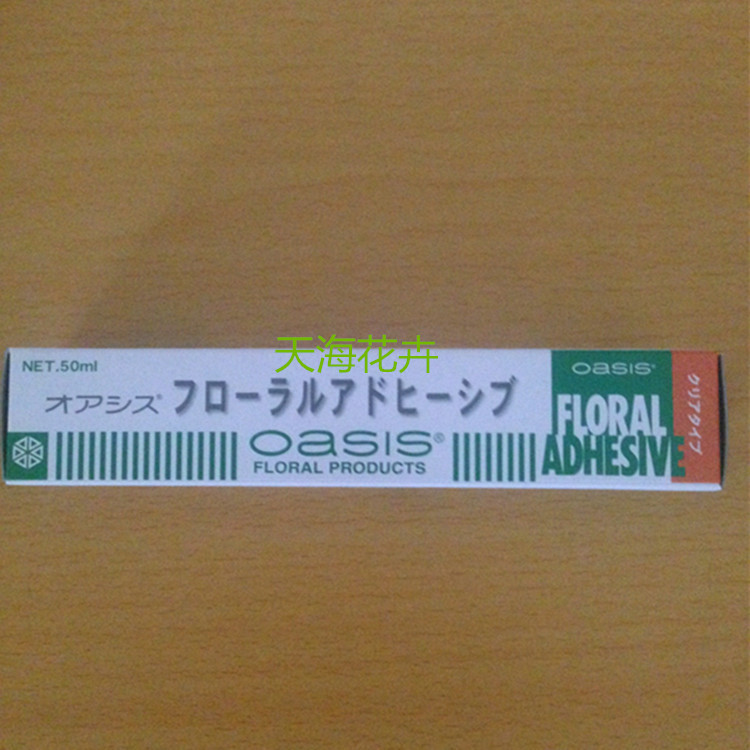 天海花卉
NET.50ml
オアシス® フローラルアドヒーシブ
OASIS®
FLORAL PRODUCTS
OASIS®
FLORAL
ADHESIVE
クリアタイプ